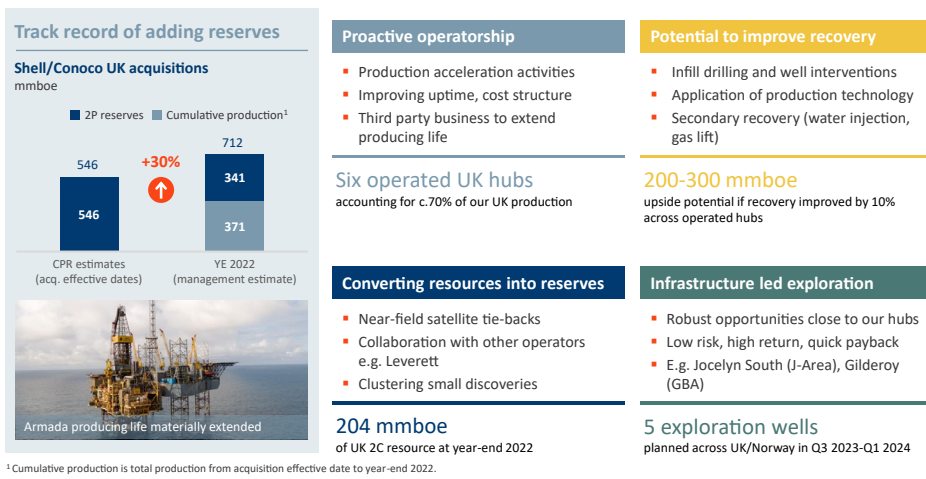 Track record of adding reserves
Shell/Conoco UK acquisitions
mmboe
2P reserves
Cumulative production¹
546
546
+30%
712
341
371
CPR estimates
(acq. effective dates)
YE 2022
(management estimate)
Armada producing life materially extended
Proactive operatorship
Production acceleration activities
Improving uptime, cost structure
Third party business to extend
producing life
Six operated UK hubs
accounting for c.70% of our UK production
Potential to improve recovery
Infill drilling and well interventions
Application of production technology
Secondary recovery (water injection,
gas lift)
200-300 mmboe
upside potential if recovery improved by 10%
across operated hubs
Converting resources into reserves
Near-field satellite tie-backs
Collaboration with other operators
e.g. Leverett
Clustering small discoveries
204 mmboe
of UK 2C resource at year-end 2022
Infrastructure led exploration
Robust opportunities close to our hubs
Low risk, high return, quick payback
E.g. Jocelyn South (J-Area), Gilderoy
(GBA)
5 exploration wells
planned across UK/Norway in Q3 2023-Q1 2024
¹ Cumulative production is total production from acquisition effective date to year-end 2022.